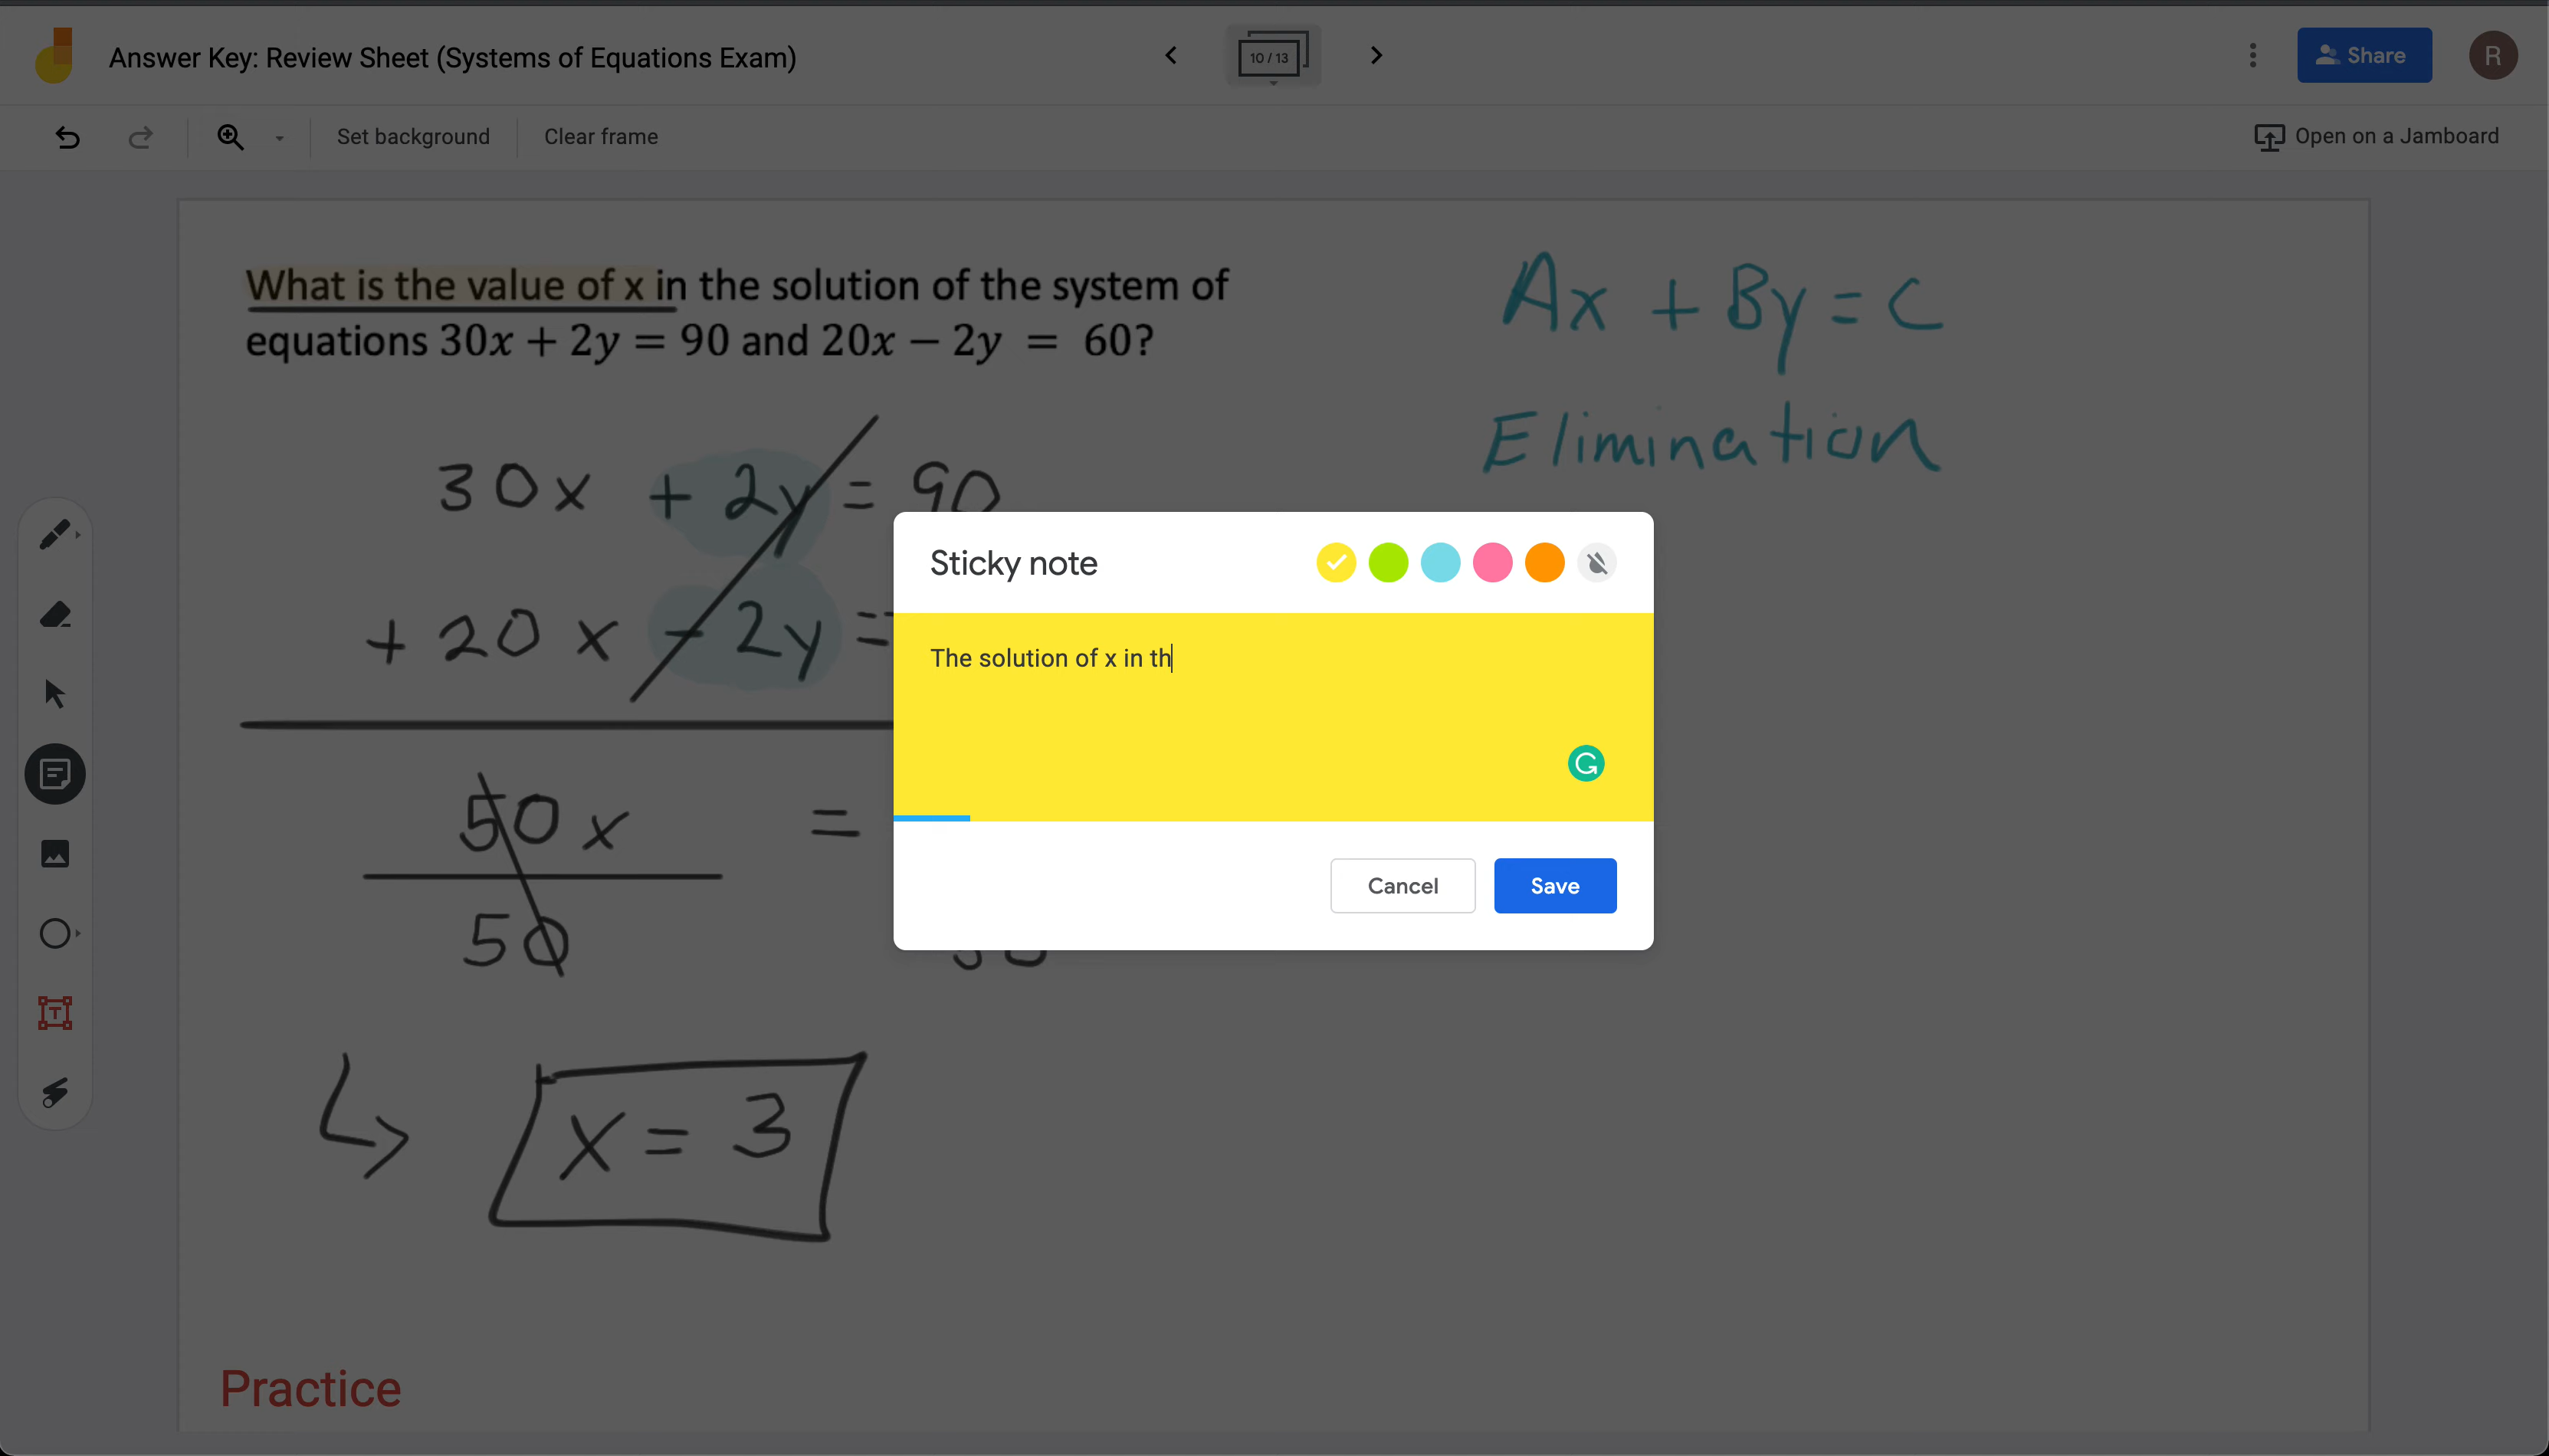 Answer Key: Review Sheet (Systems of Equations Exam)
10 / 13
Share
R
Set background
Clear frame
Open on a Jamboard
What is the value of x in the solution of the system of
equations 30x + 2y = 90 and 20x − 2y = 60?
Ax + By = C
Elimination
30x + 2y = 90
+ 20x - 2y =
Sticky note
The solution of x in th
Cancel
Save
50x =
50
x = 3
Practice